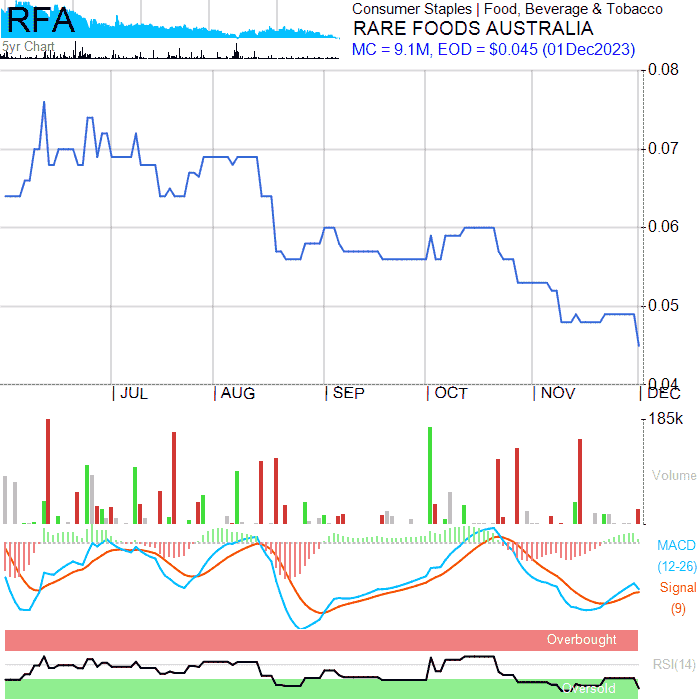 RFA
5yr Chart
Consumer Staples | Food, Beverage & Tobacco
RARE FOODS AUSTRALIA
MC = 9.1M, EOD = $0.045 (01Dec2023)
0.08
0.07
0.06
0.05
0.04
JUL AUG SEP OCT NOV DEC
185k
Volume
MACD
(12-26)
Signal
(9)
Overbought
RSI(14)
Oversold